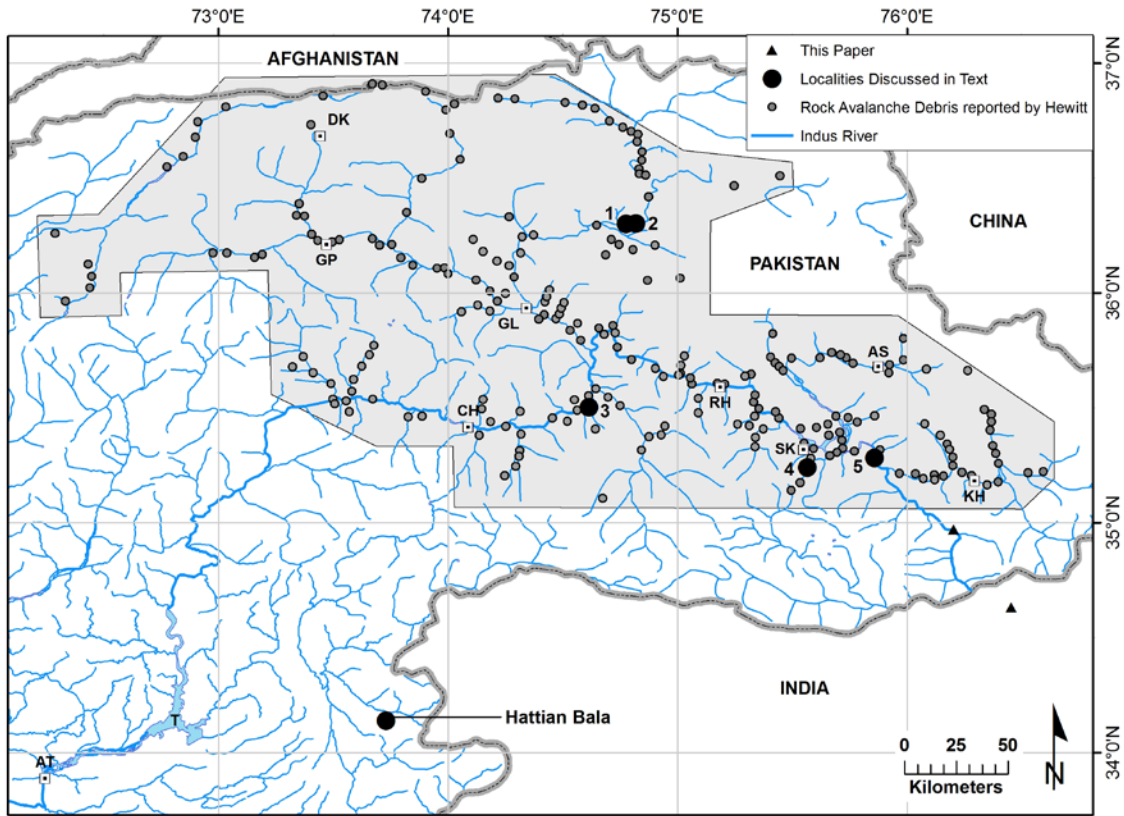 73°0'E 74°0'E 75°0'E 76°0'E
AFGHANISTAN
This Paper
Localities Discussed in Text
Rock Avalanche Debris reported by Hewitt
Indus River
37°0'N
DK
1 2
CHINA
GP
PAKISTAN
36°0'N
GL
AS
RH
CH
3
SK
4
5
KH
35°0'N
INDIA
Hattian Bala
T
AT
34°0'N
0 25 50
Kilometers
N